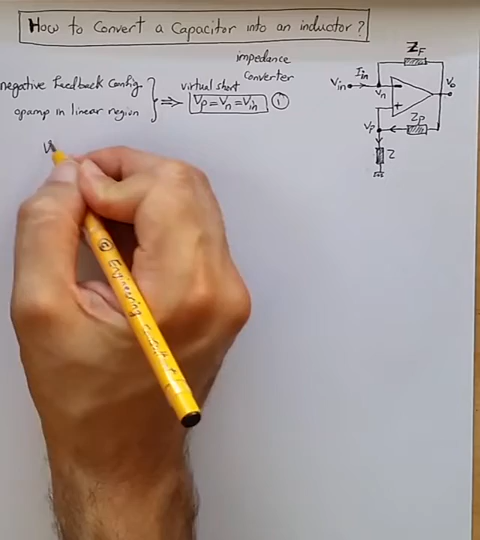 How to Convert a Capacitor into an inductor?
impedance
converter
negative feedback config.
opamp in linear region
virtual short
Vp = Vn = Vin ①
Iin
ZF
Vin
Vn
Vo
Vp
ZP
Z
@ Engineering